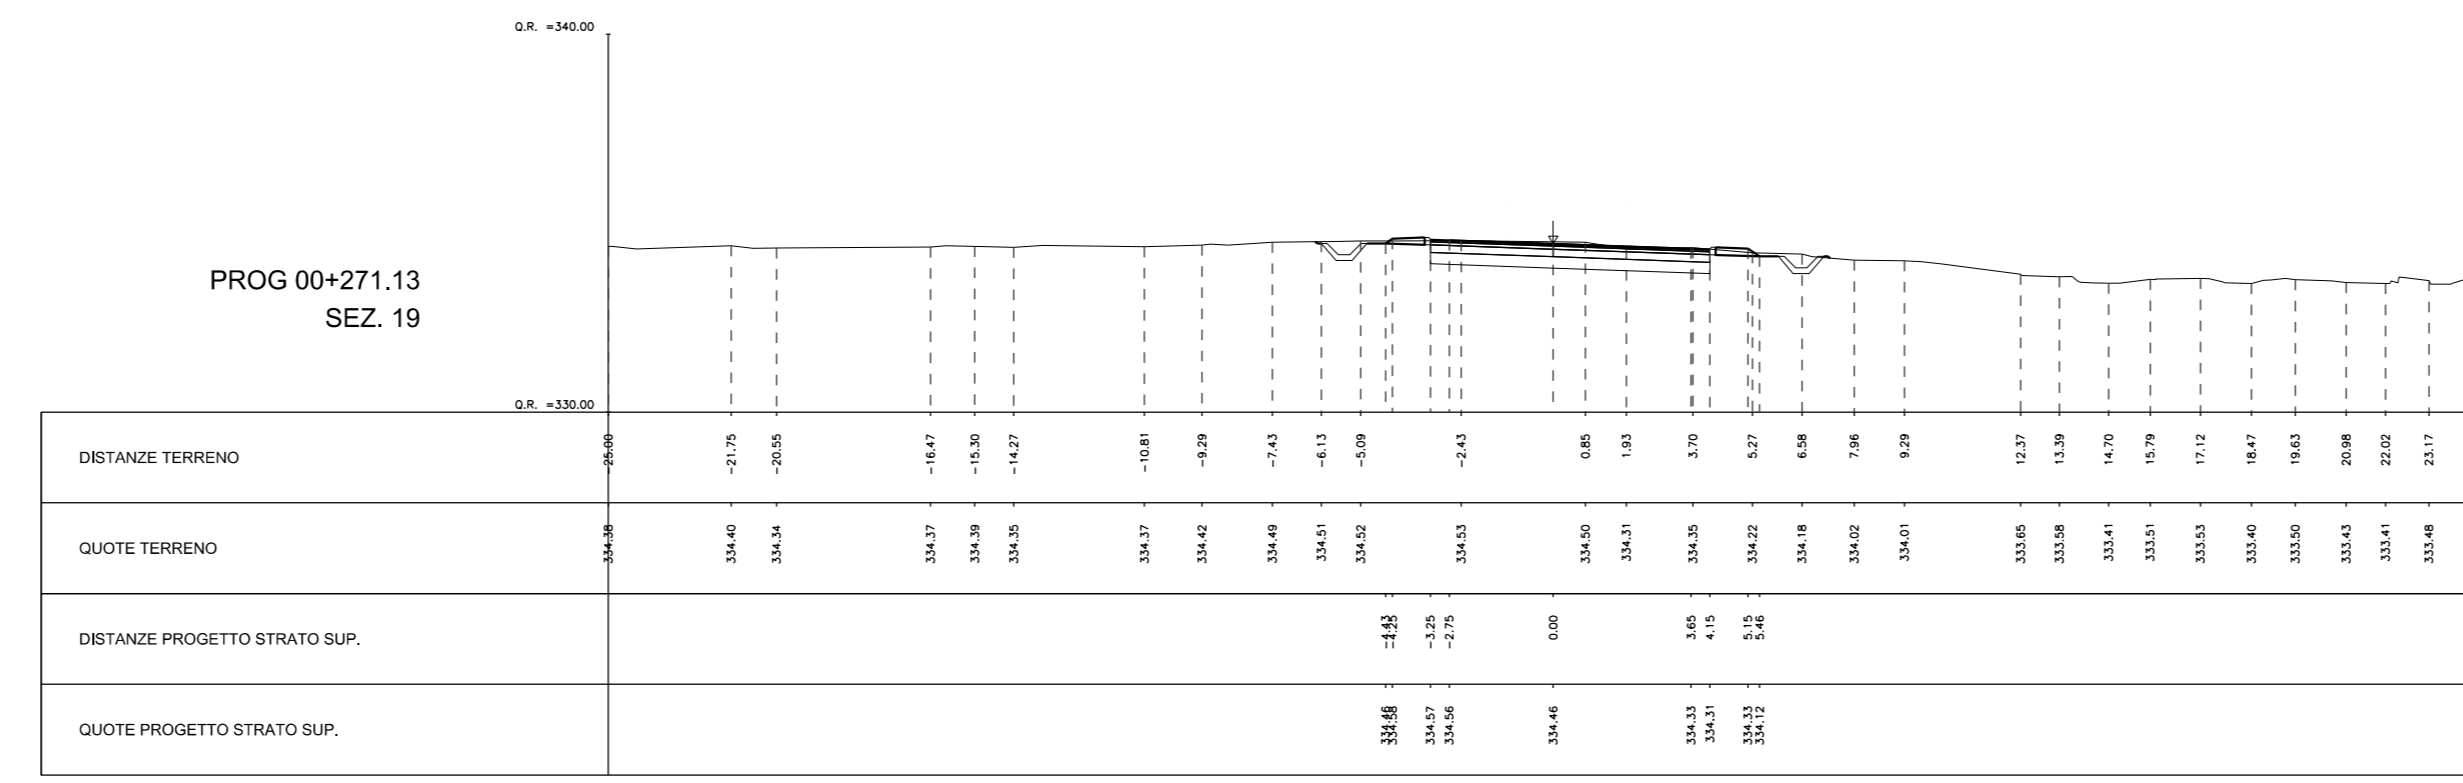 Q.R. =340.00
PROG 00+271.13
SEZ. 19
Q.R. =330.00
DISTANZE TERRENO
-25.00 -21.75 -20.55 -16.47 -15.30 -14.27 -10.81 -9.29 -7.43 -6.13 -5.09 -2.43 0.85 1.93 3.70 5.27 6.58 7.96 9.29 12.37 13.39 14.70 15.79 17.12 18.47 19.63 20.98 22.02 23.17
QUOTE TERRENO
334.38 334.40 334.34 334.37 334.39 334.35 334.37 334.42 334.49 334.51 334.52 334.53 334.50 334.31 334.35 334.22 334.18 334.02 334.01 333.65 333.58 333.41 333.51 333.53 333.40 333.50 333.43 333.41 333.48
DISTANZE PROGETTO STRATO SUP.
-4.43 -4.25 -3.25 -2.75 0.00 3.65 4.15 5.15 5.46
QUOTE PROGETTO STRATO SUP.
334.46 334.58 334.57 334.56 334.46 334.33 334.31 334.33 334.12